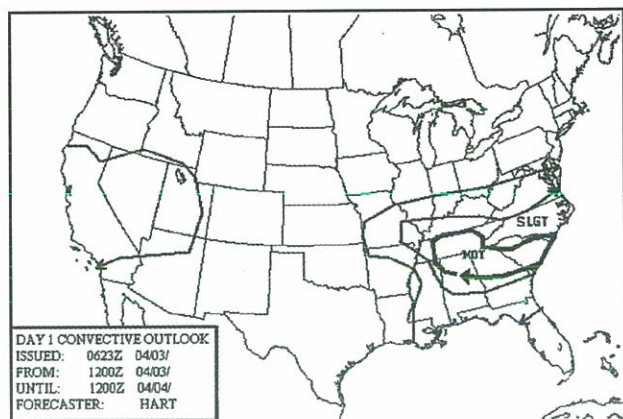 SLGT
MDT
DAY 1 CONVECTIVE OUTLOOK
ISSUED: 0623Z 04/03/
FROM: 1200Z 04/03/
UNTIL: 1200Z 04/04/
FORECASTER: HART